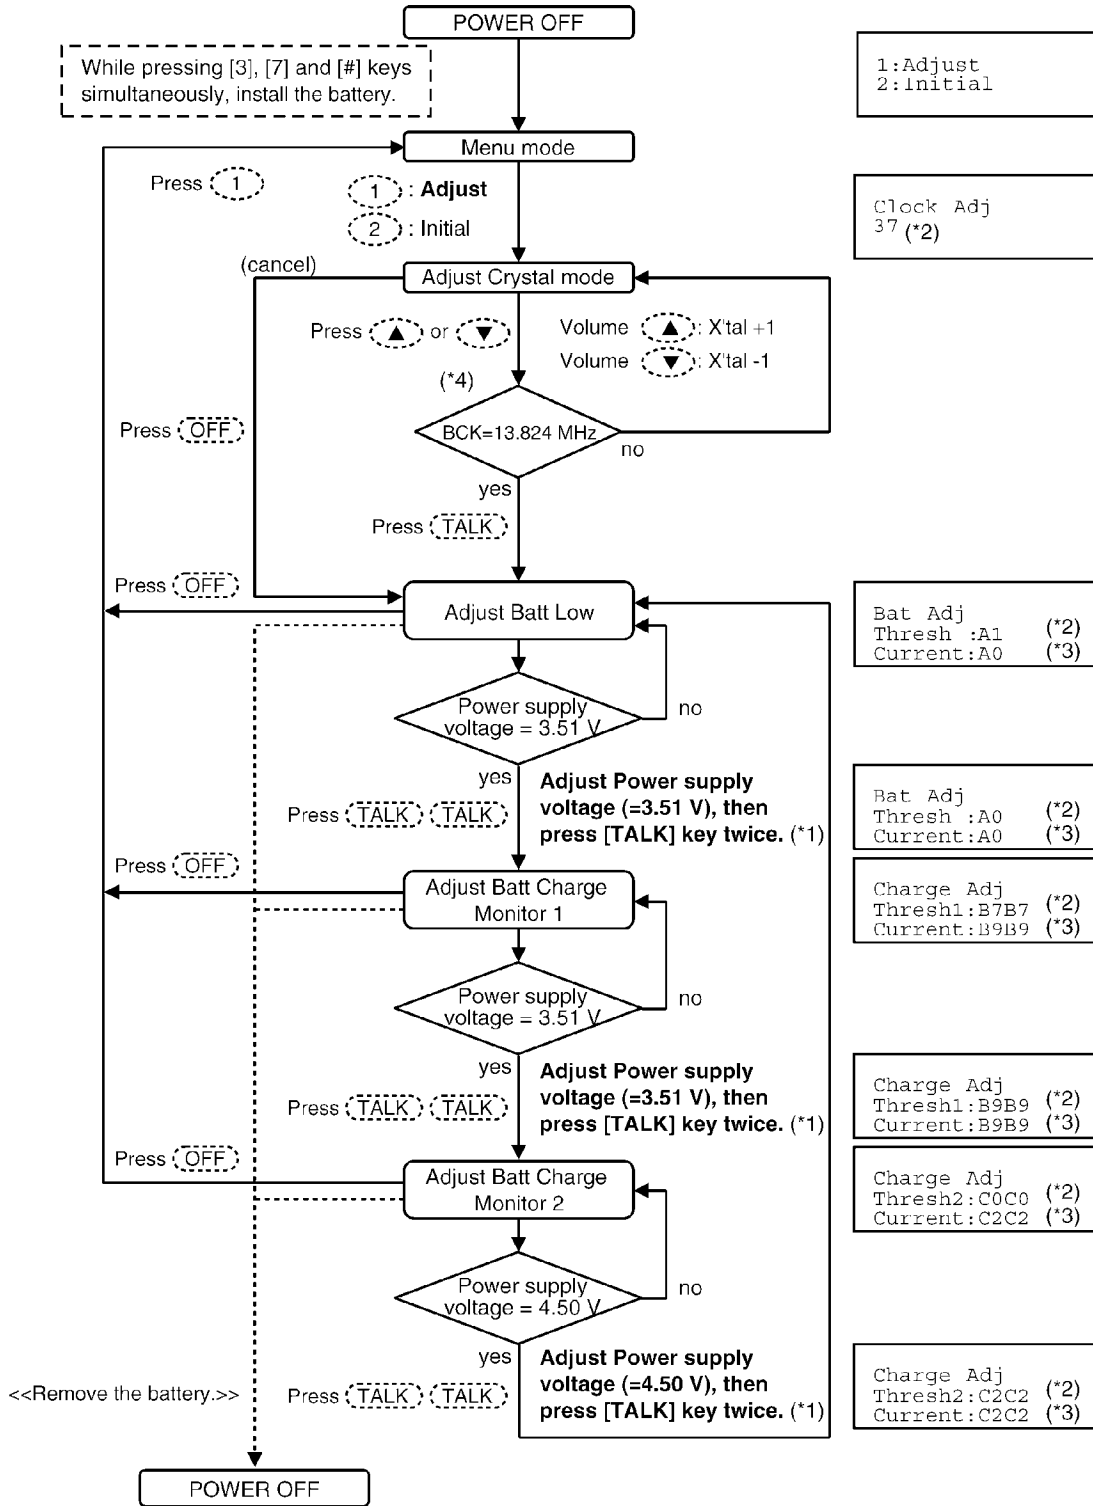 POWER OFF
While pressing [3], [7] and [#] keys
simultaneously, install the battery.
1:Adjust
2:Initial
Menu mode
Press 1
1 : Adjust
2 : Initial
Clock Adj
37 (*2)
(cancel)
Adjust Crystal mode
Press ▲ or ▼
Volume ▲ : X'tal +1
Volume ▼ : X'tal -1
(*4)
Press OFF
BCK=13.824 MHz
no
yes
Press TALK
Press OFF
Adjust Batt Low
Bat Adj
Thresh :A1 (*2)
Current:A0 (*3)
Power supply
voltage = 3.51 V
no
yes
Press TALK TALK
Adjust Power supply
voltage (=3.51 V), then
press [TALK] key twice. (*1)
Bat Adj
Thresh :A0 (*2)
Current:A0 (*3)
Press OFF
Adjust Batt Charge
Monitor 1
Charge Adj
Thresh1:B7B7 (*2)
Current:B9B9 (*3)
Power supply
voltage = 3.51 V
no
yes
Press TALK TALK
Adjust Power supply
voltage (=3.51 V), then
press [TALK] key twice. (*1)
Charge Adj
Thresh1:B9B9 (*2)
Current:B9B9 (*3)
Press OFF
Adjust Batt Charge
Monitor 2
Charge Adj
Thresh2:C0C0 (*2)
Current:C2C2 (*3)
Power supply
voltage = 4.50 V
no
yes
<<Remove the battery.>>
Press TALK TALK
Adjust Power supply
voltage (=4.50 V), then
press [TALK] key twice. (*1)
Charge Adj
Thresh2:C2C2 (*2)
Current:C2C2 (*3)
POWER OFF